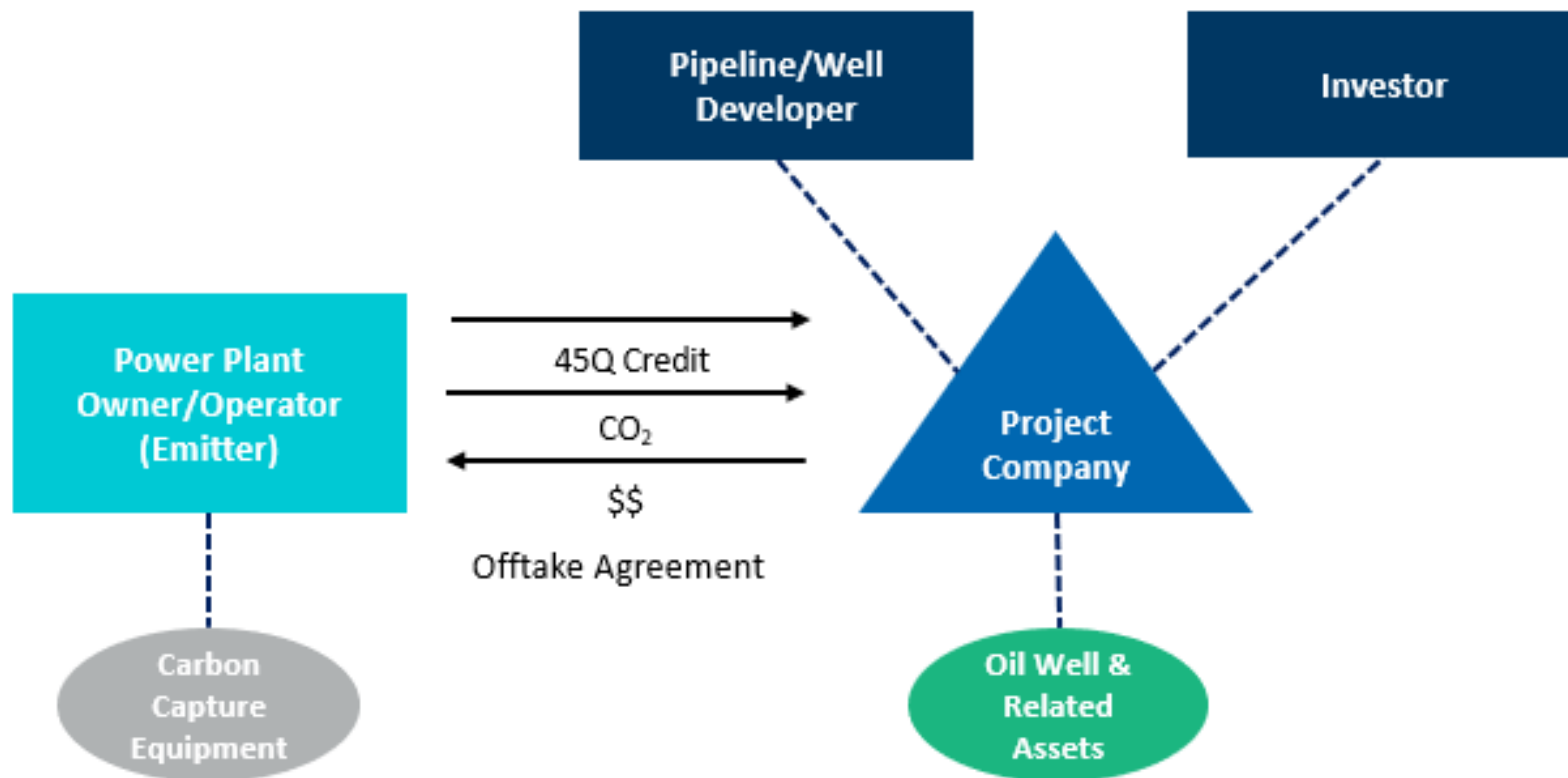 Pipeline/Well
Developer
Investor
Power Plant
Owner/Operator
(Emitter)
45Q Credit
CO₂
$$
Offtake Agreement
Project
Company
Carbon
Capture
Equipment
Oil Well &
Related
Assets